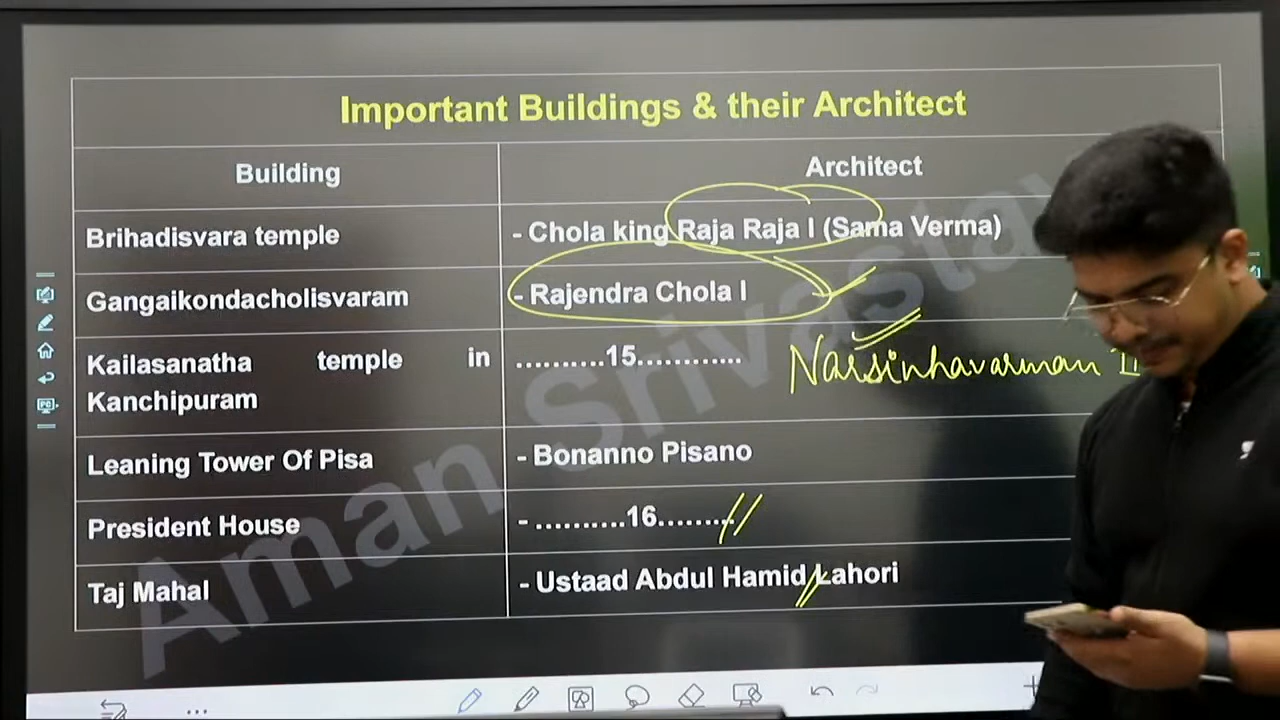 Important Buildings & their Architect
Building Architect
Brihadisvara temple - Chola king Raja Raja I (Sama Verma)
Gangaikondacholisvaram - Rajendra Chola I
Kailasanatha temple in Kanchipuram ..........15............ Narsinhavarman II
Leaning Tower Of Pisa - Bonanno Pisano
President House - ..........16.........
Taj Mahal - Ustaad Abdul Hamid Lahori
Aman Srivastav